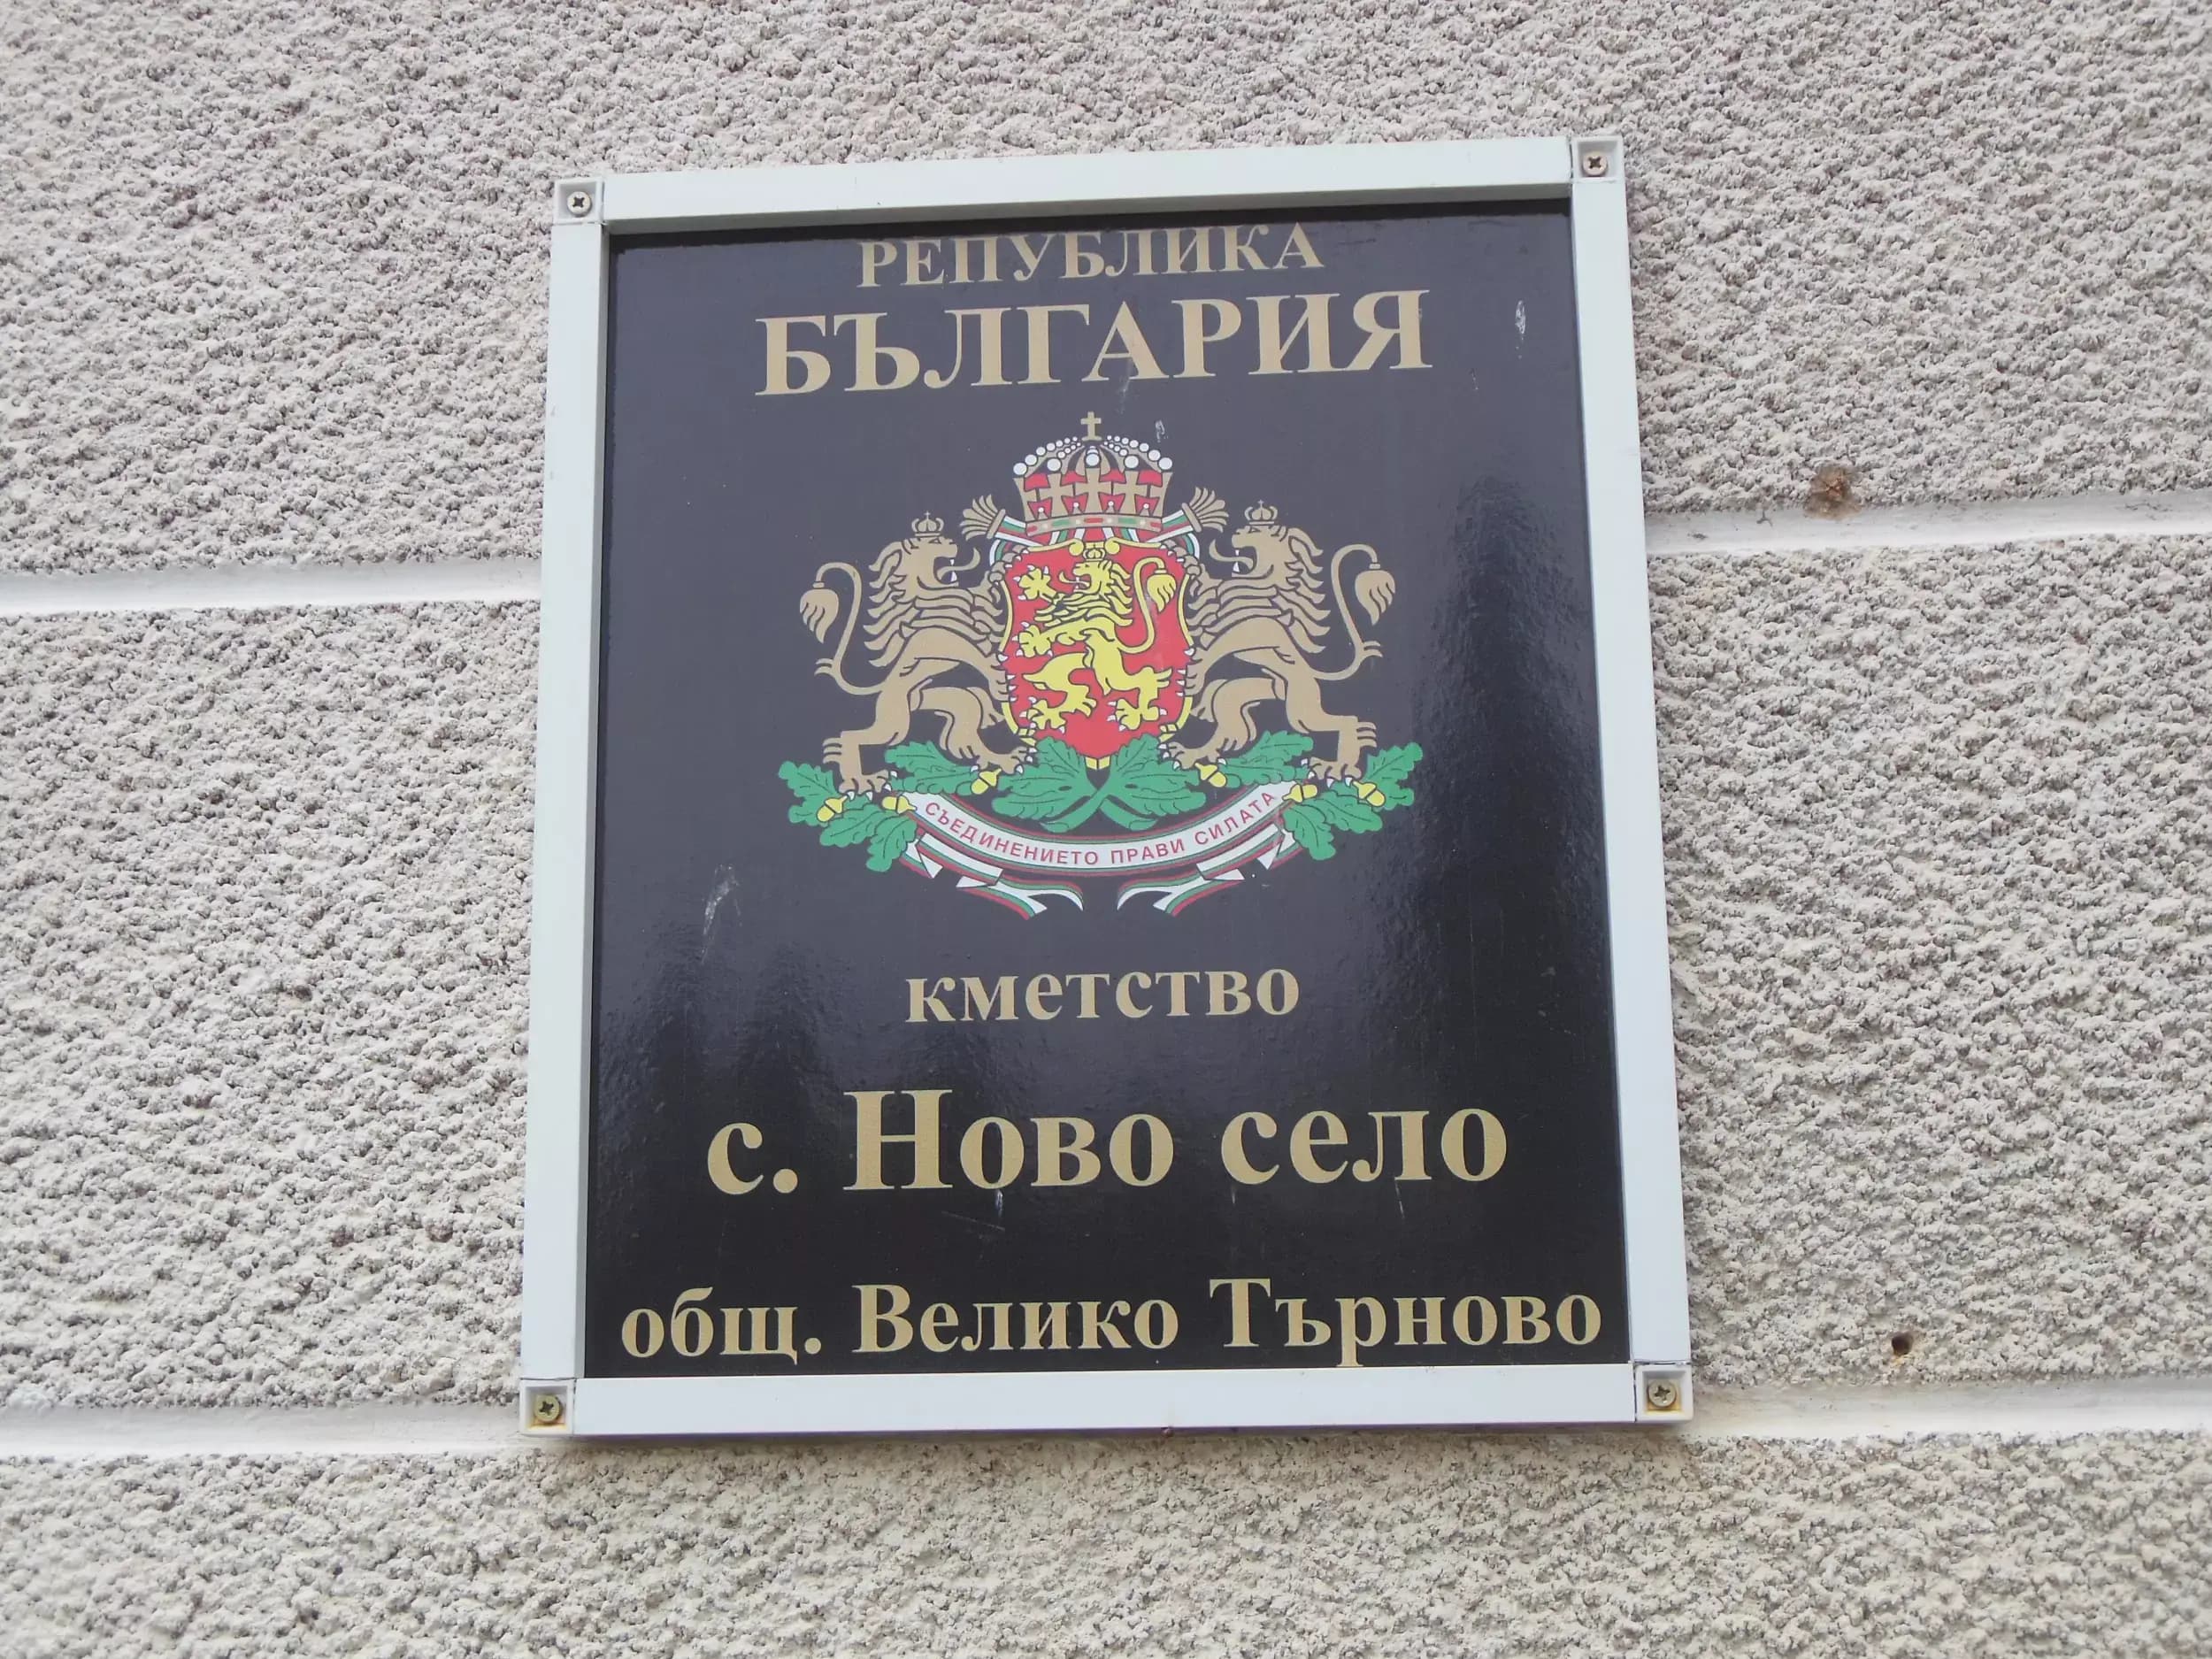 РЕПУБЛИКА
БЪЛГАРИЯ
СЪЕДИНЕНИЕТО ПРАВИ СИЛАТА
кметство
с. Ново село
общ. Велико Търново